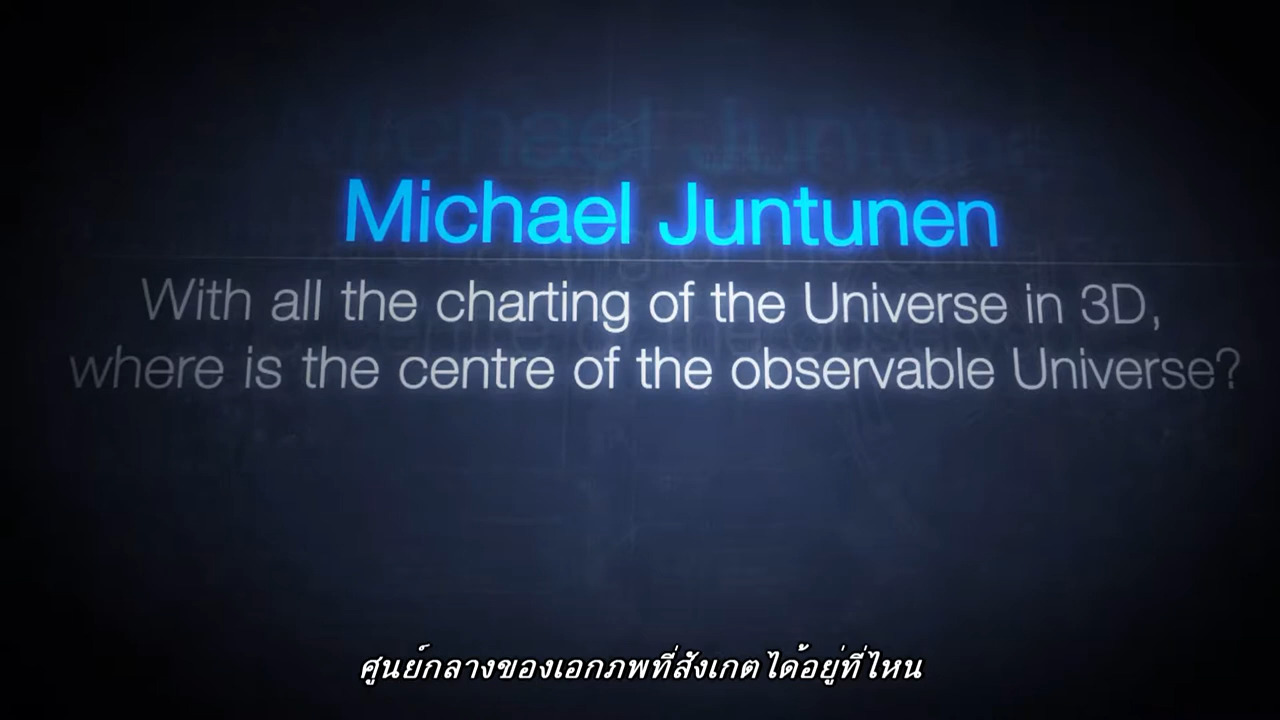 Michael Juntunen
With all the charting of the Universe in 3D,
where is the centre of the observable Universe?
ศูนย์กลางของเอกภพที่สังเกตได้อยู่ที่ไหน